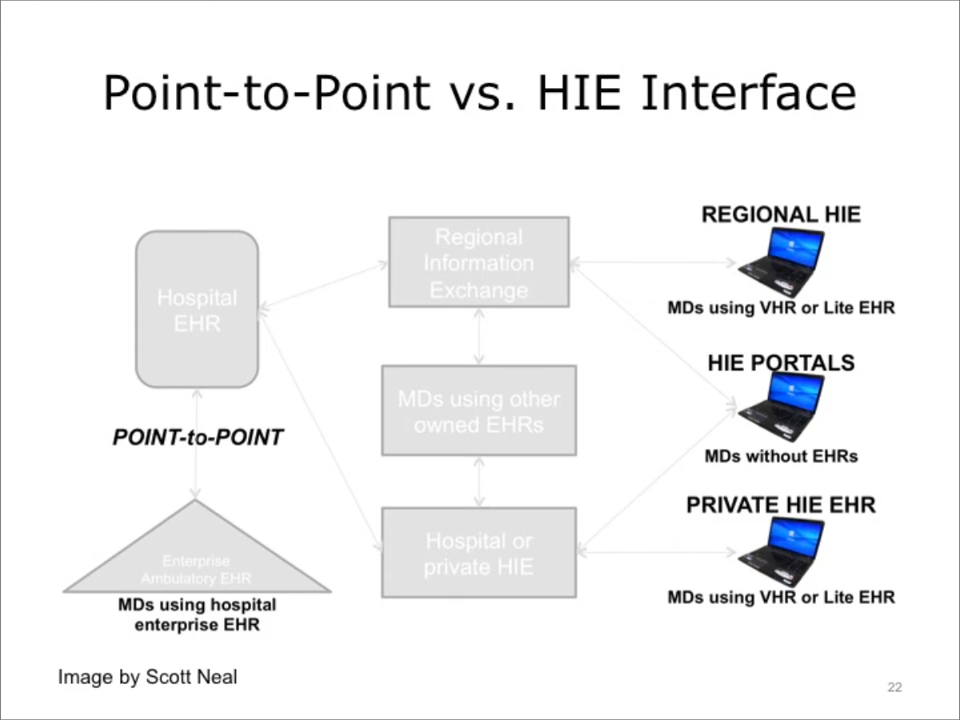 Point-to-Point vs. HIE Interface
Hospital
EHR
POINT-to-POINT
Enterprise
Ambulatory EHR
MDs using hospital
enterprise EHR
Regional
Information
Exchange
MDs using other
owned EHRs
Hospital or
private HIE
REGIONAL HIE
MDs using VHR or Lite EHR
HIE PORTALS
MDs without EHRs
PRIVATE HIE EHR
MDs using VHR or Lite EHR
Image by Scott Neal
22